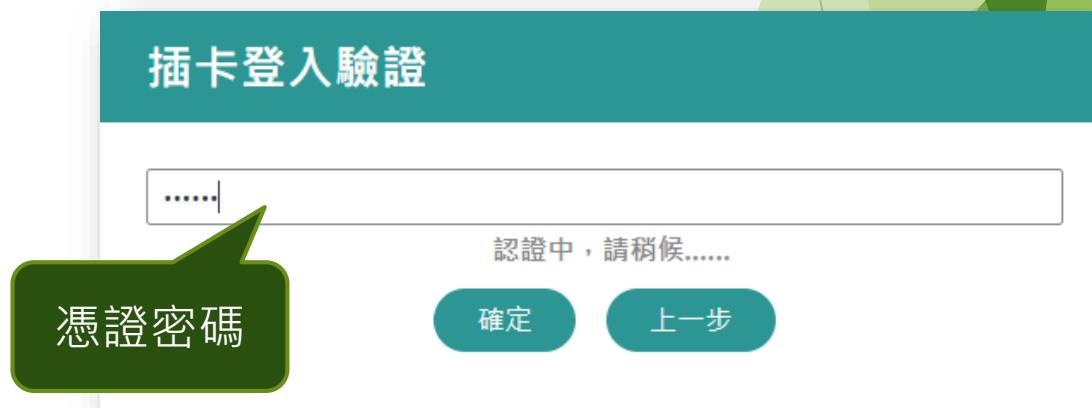 插卡登入驗證
••••••
認證中，請稍候......
憑證密碼
確定
上一步